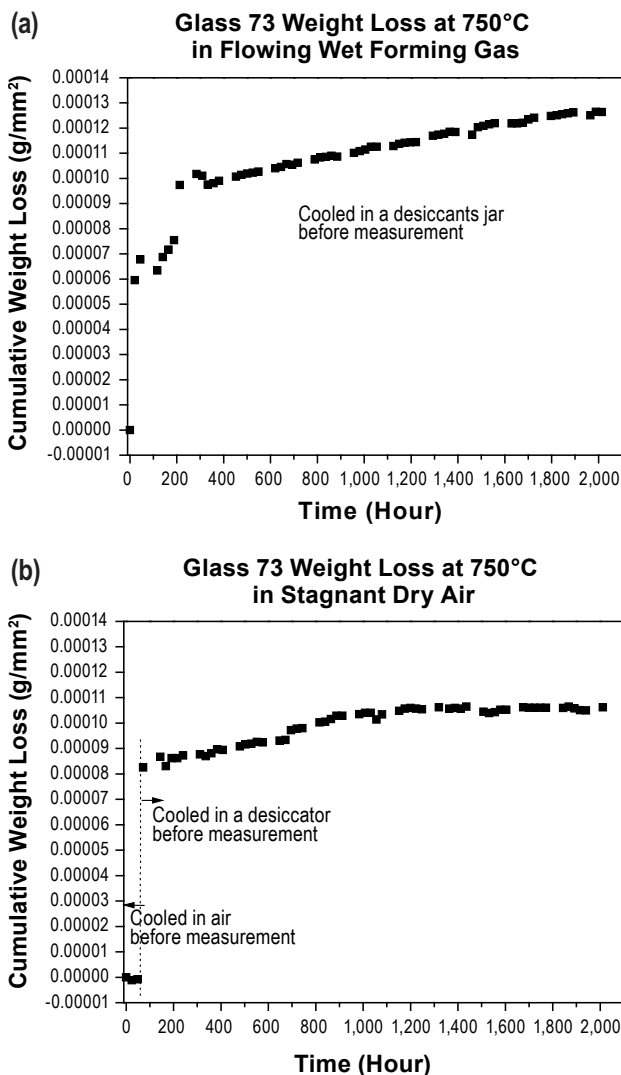 (a)
Glass 73 Weight Loss at 750°C
in Flowing Wet Forming Gas
Cumulative Weight Loss (g/mm²)
0.00014
0.00013
0.00012
0.00011
0.00010
0.00009
0.00008
0.00007
0.00006
0.00005
0.00004
0.00003
0.00002
0.00001
0.00000
-0.00001
Cooled in a desiccants jar
before measurement
0 200 400 600 800 1,000 1,200 1,400 1,600 1,800 2,000
Time (Hour)
(b)
Glass 73 Weight Loss at 750°C
in Stagnant Dry Air
Cumulative Weight Loss (g/mm²)
0.00014
0.00013
0.00012
0.00011
0.00010
0.00009
0.00008
0.00007
0.00006
0.00005
0.00004
0.00003
0.00002
0.00001
0.00000
-0.00001
Cooled in a desiccator
before measurement
Cooled in air
before measurement
0 200 400 600 800 1,000 1,200 1,400 1,600 1,800 2,000
Time (Hour)